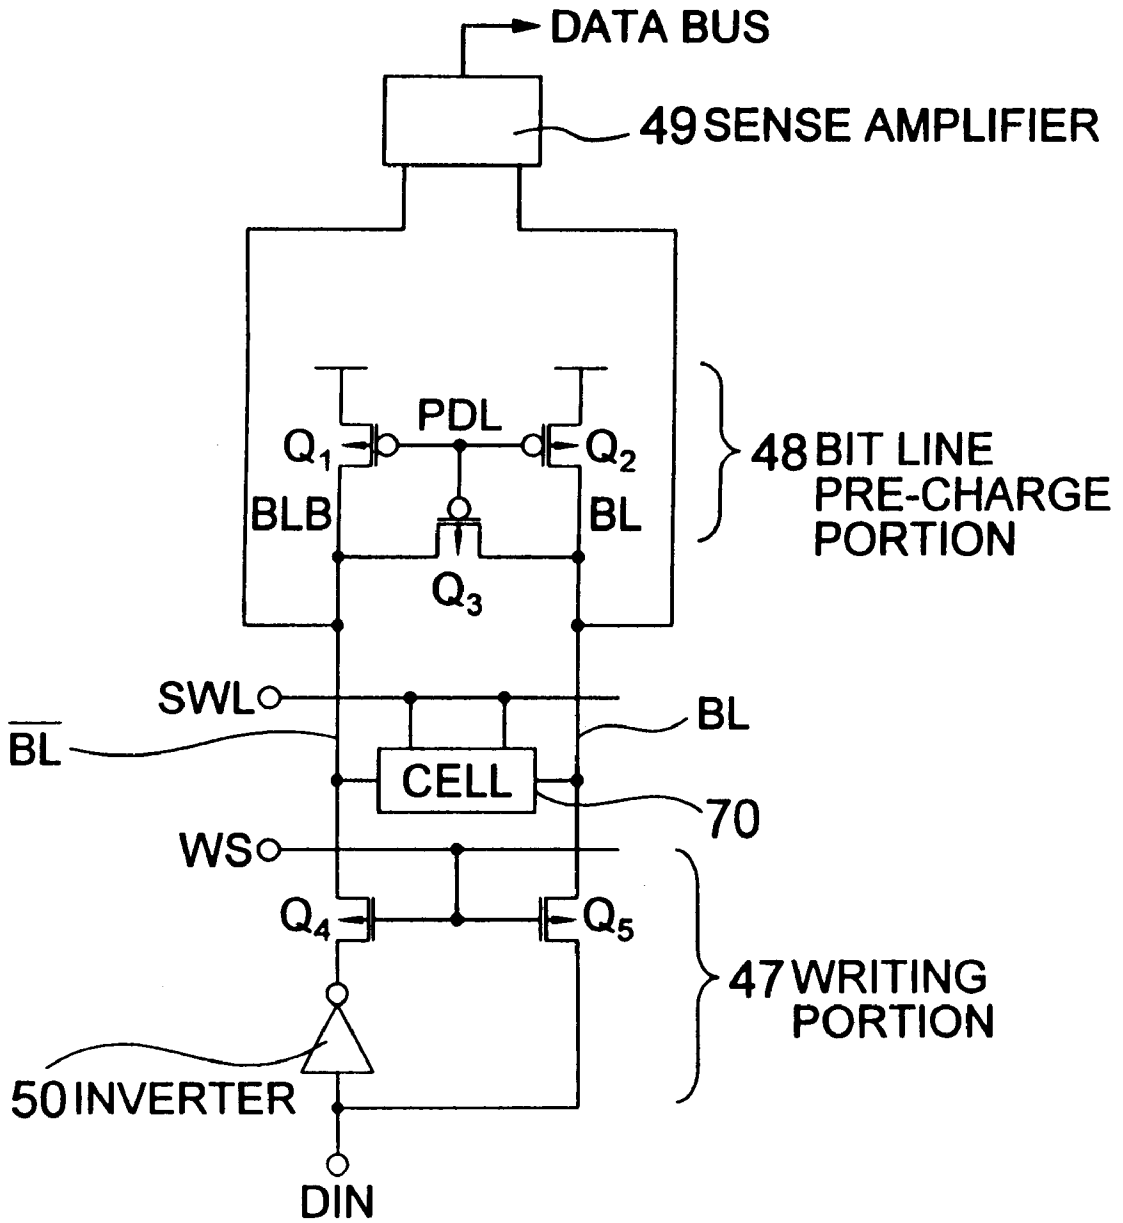 DATA BUS
49 SENSE AMPLIFIER
PDL
Q1
Q2
48 BIT LINE
PRE-CHARGE
PORTION
BLB
BL
Q3
SWL
B̅L̅
BL
CELL
70
WS
Q4
Q5
47 WRITING
PORTION
50 INVERTER
DIN